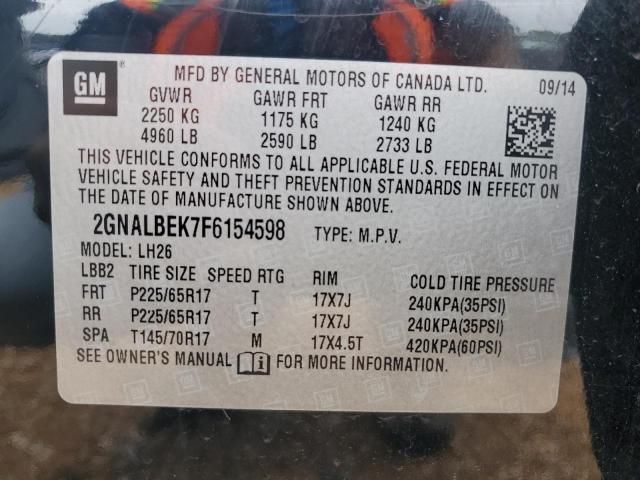 GM ®
MFD BY GENERAL MOTORS OF CANADA LTD. 09/14
GVWR GAWR FRT GAWR RR
2250 KG 1175 KG 1240 KG
4960 LB 2590 LB 2733 LB
THIS VEHICLE CONFORMS TO ALL APPLICABLE U.S. FEDERAL MOTOR
VEHICLE SAFETY AND THEFT PREVENTION STANDARDS IN EFFECT ON
THE DATE OF MANUFACTURE SHOWN ABOVE.
2GNALBEK7F6154598 TYPE: M.P.V.
MODEL: LH26
LBB2 TIRE SIZE SPEED RTG RIM COLD TIRE PRESSURE
FRT P225/65R17 T 17X7J 240KPA(35PSI)
RR P225/65R17 T 17X7J 240KPA(35PSI)
SPA T145/70R17 M 17X4.5T 420KPA(60PSI)
SEE OWNER'S MANUAL FOR MORE INFORMATION.